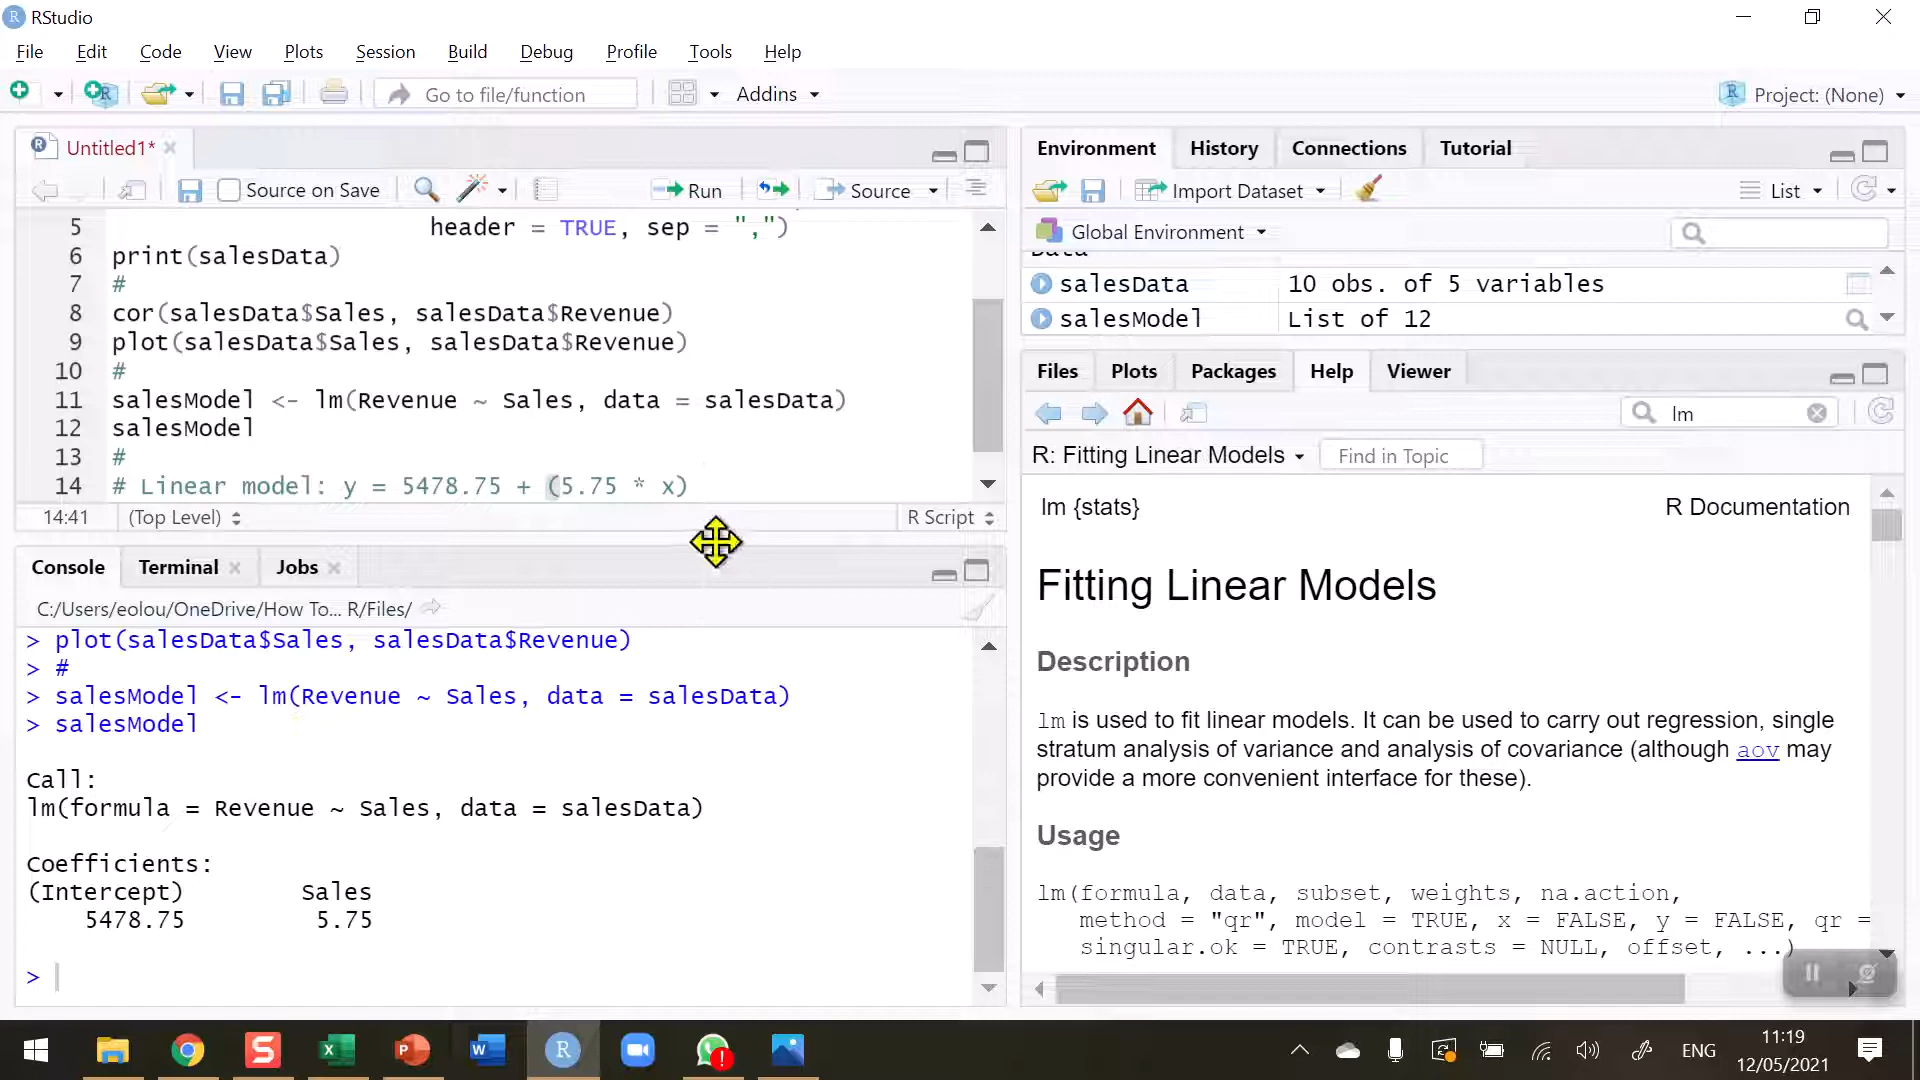 RStudio
File Edit Code View Plots Session Build Debug Profile Tools Help
Go to file/function Addins Project: (None)
Untitled1*
Source on Save Run Source
5 header = TRUE, sep = ",")
6 print(salesData)
7 #
8 cor(salesData$Sales, salesData$Revenue)
9 plot(salesData$Sales, salesData$Revenue)
10 #
11 salesModel <- lm(Revenue ~ Sales, data = salesData)
12 salesModel
13 #
14 # Linear model: y = 5478.75 + (5.75 * x)
14:41 (Top Level) R Script
Console Terminal Jobs
C:/Users/eolou/OneDrive/How To... R/Files/
> plot(salesData$Sales, salesData$Revenue)
> #
> salesModel <- lm(Revenue ~ Sales, data = salesData)
> salesModel
Call:
lm(formula = Revenue ~ Sales, data = salesData)
Coefficients:
(Intercept) Sales
5478.75 5.75
>
Environment History Connections Tutorial
Import Dataset List
Global Environment
Data
salesData 10 obs. of 5 variables
salesModel List of 12
Files Plots Packages Help Viewer
lm
R: Fitting Linear Models Find in Topic
lm {stats} R Documentation
Fitting Linear Models
Description
lm is used to fit linear models. It can be used to carry out regression, single
stratum analysis of variance and analysis of covariance (although aov may
provide a more convenient interface for these).
Usage
lm(formula, data, subset, weights, na.action,
method = "qr", model = TRUE, x = FALSE, y = FALSE, qr =
singular.ok = TRUE, contrasts = NULL, offset, ...)
ENG
11:19
12/05/2021